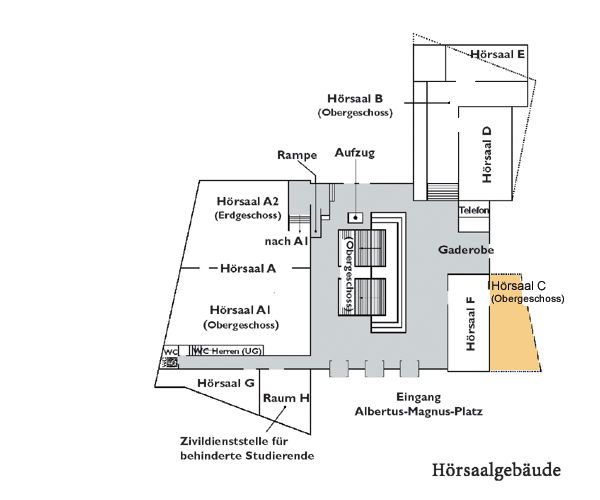 Hörsaal E
Hörsaal B
(Obergeschoss)
Hörsaal D
Rampe
Aufzug
Hörsaal A2
(Erdgeschoss)
Telefon
nach A1
(Obergeschoss)
Gaderobe
Hörsaal A
Hörsaal C
(Obergeschoss)
Hörsaal A1
(Obergeschoss)
Hörsaal F
WC
WC Herren (UG)
Hörsaal G
Raum H
Eingang
Albertus-Magnus-Platz
Zivildienststelle für
behinderte Studierende
Hörsaalgebäude